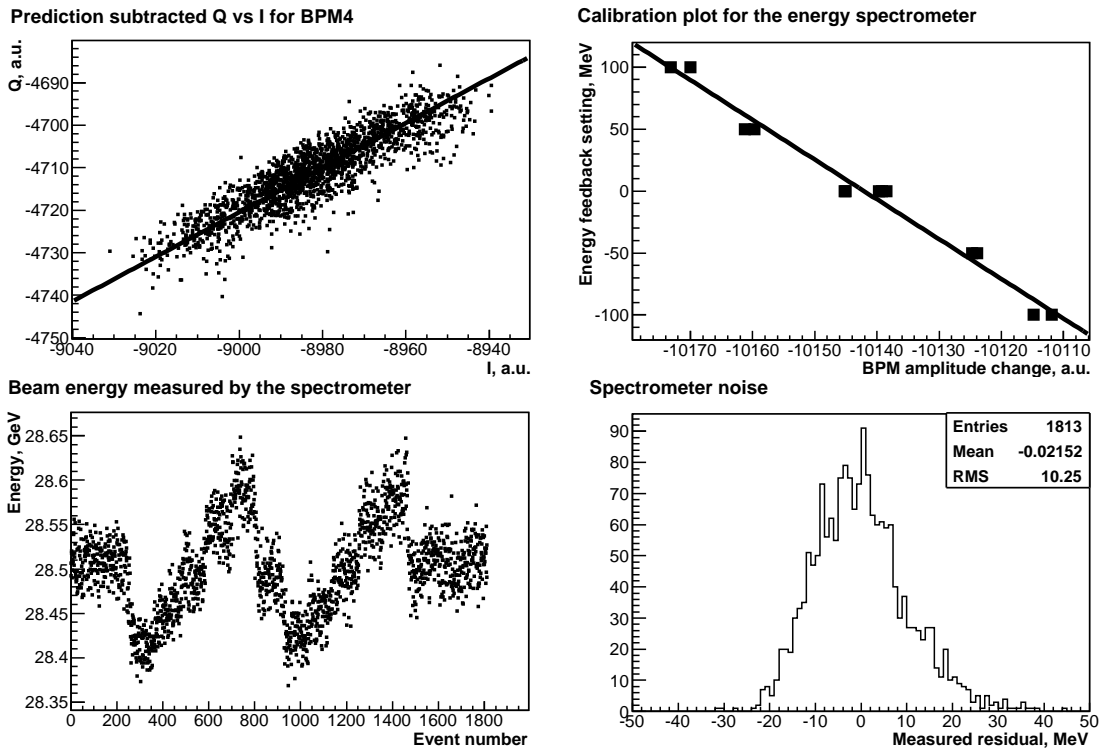 Prediction subtracted Q vs I for BPM4
Q, a.u.
-4690
-4700
-4710
-4720
-4730
-4740
-4750
-9040 -9020 -9000 -8980 -8960 -8940
I, a.u.
Calibration plot for the energy spectrometer
Energy feedback setting, MeV
100
50
0
-50
-100
-10170 -10160 -10150 -10140 -10130 -10120 -10110
BPM amplitude change, a.u.
Beam energy measured by the spectrometer
Energy, GeV
28.65
28.6
28.55
28.5
28.45
28.4
28.35
0 200 400 600 800 1000 1200 1400 1600 1800
Event number
Spectrometer noise
Entries 1813
Mean -0.02152
RMS 10.25
90
80
70
60
50
40
30
20
10
0
-50 -40 -30 -20 -10 0 10 20 30 40 50
Measured residual, MeV